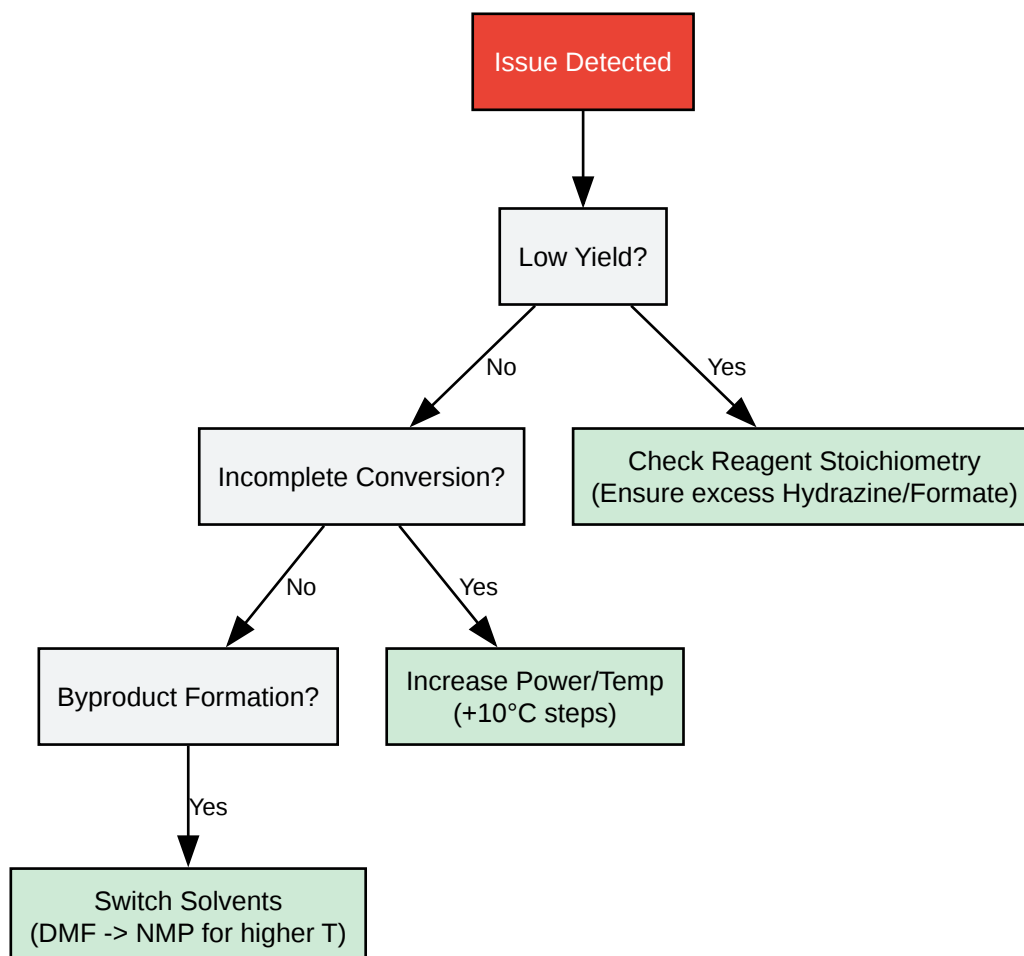 Issue Detected
Low Yield?
No
Yes
Incomplete Conversion?
Check Reagent Stoichiometry
(Ensure excess Hydrazine/Formate)
No
Yes
Byproduct Formation?
Increase Power/Temp
(+10°C steps)
Yes
Switch Solvents
(DMF -> NMP for higher T)